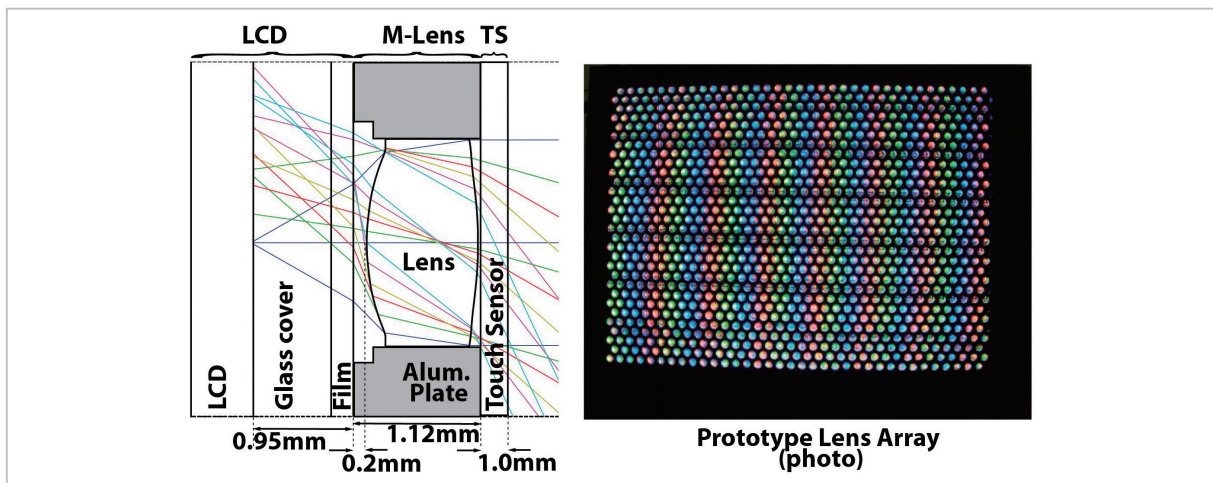 LCD M-Lens TS
Lens
LCD
Glass cover
Film
Touch Sensor
Alum.
Plate
0.95mm
1.12mm
0.2mm
1.0mm
Prototype Lens Array
(photo)